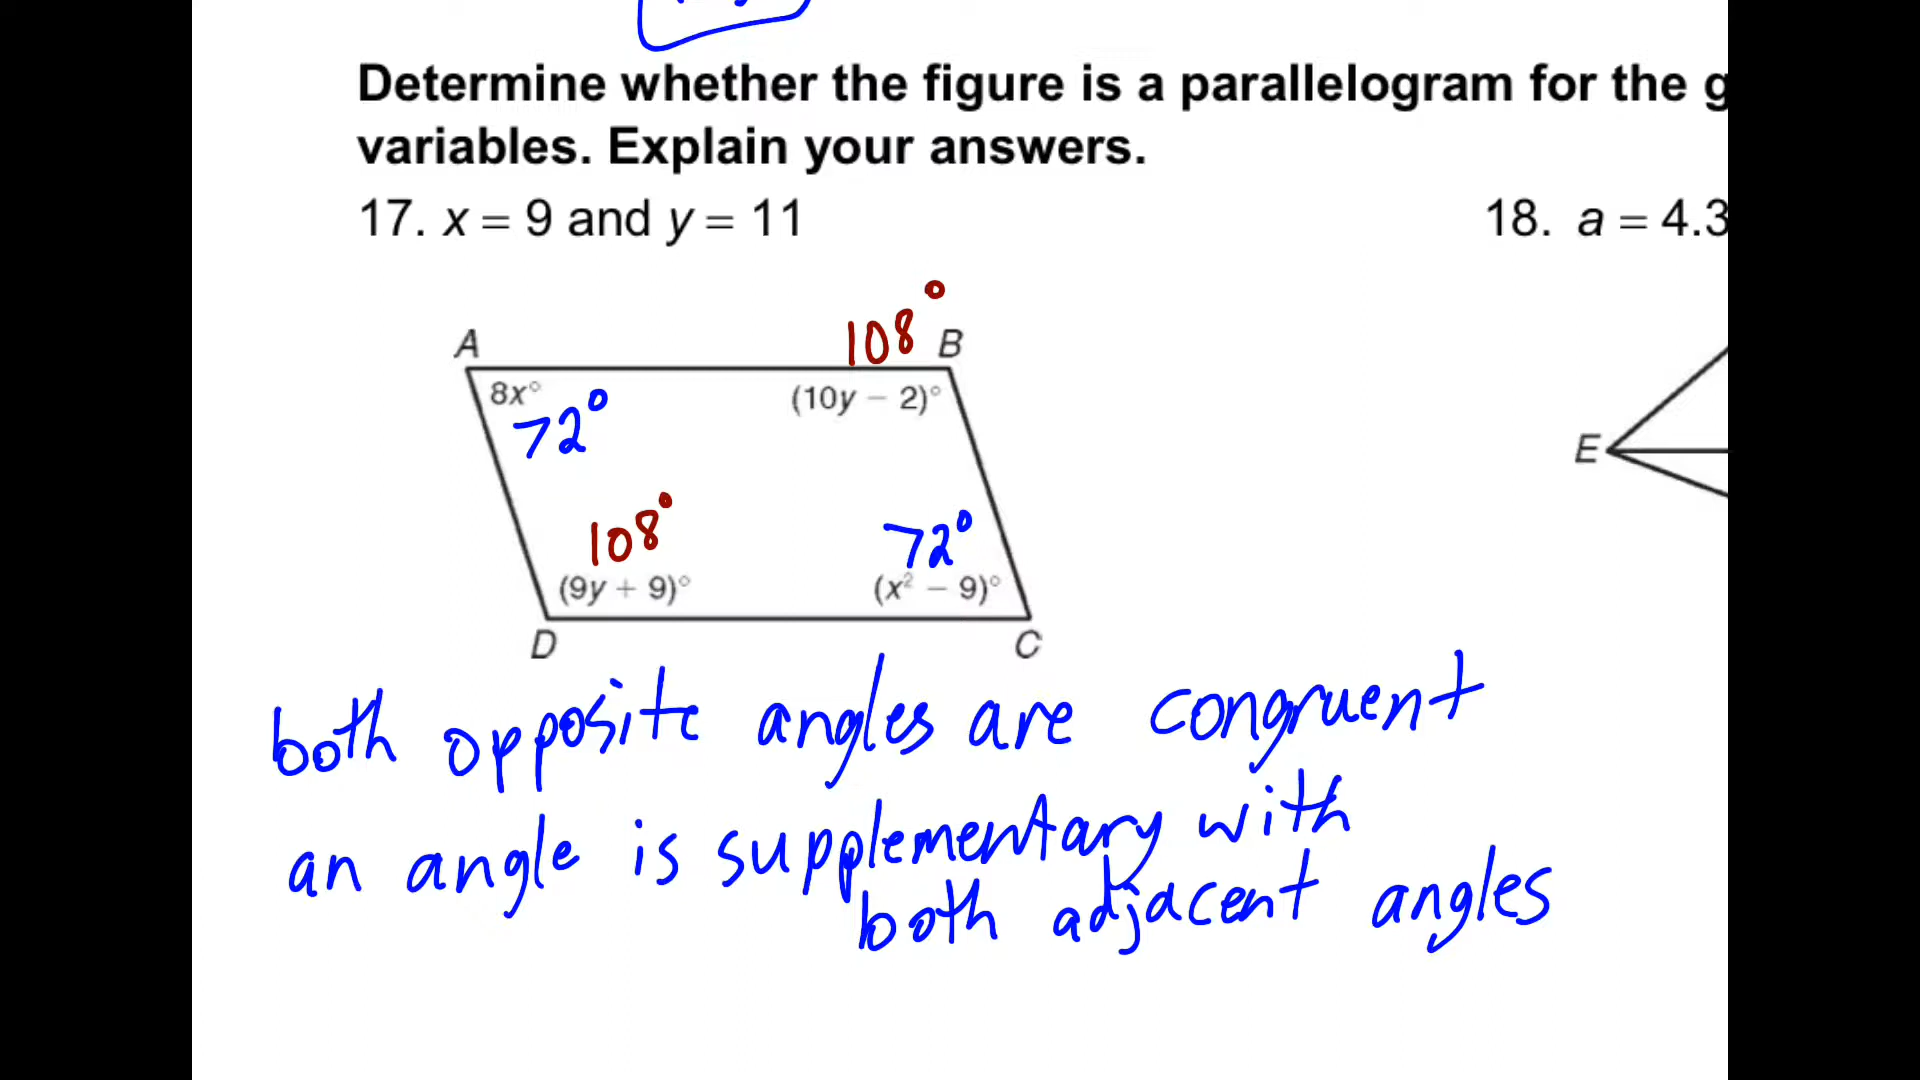 Determine whether the figure is a parallelogram for the g
variables. Explain your answers.
17. x = 9 and y = 11
18. a = 4.3
108°
A
B
8x°
(10y − 2)°
72°
E
108°
72°
(9y + 9)°
(x² − 9)°
D
C
both opposite angles are congruent
an angle is supplementary with
both adjacent angles